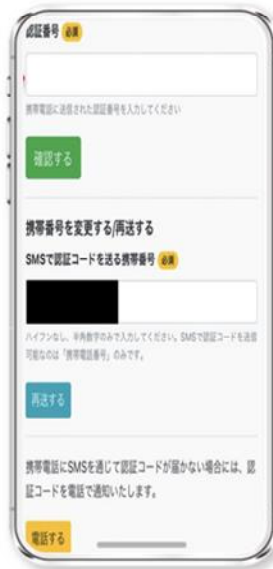 認証番号 必須
携帯電話に送信された認証番号を入力してください
確認する
携帯番号を変更する/再送する
SMSで認証コードを送る携帯番号 必須
ハイフンなし、半角数字のみで入力してください。SMSで認証コードを送信
可能なのは「携帯電話番号」のみです。
再送する
携帯電話にSMSを通じて認証コードが届かない場合には、認
証コードを電話で通知いたします。
電話する